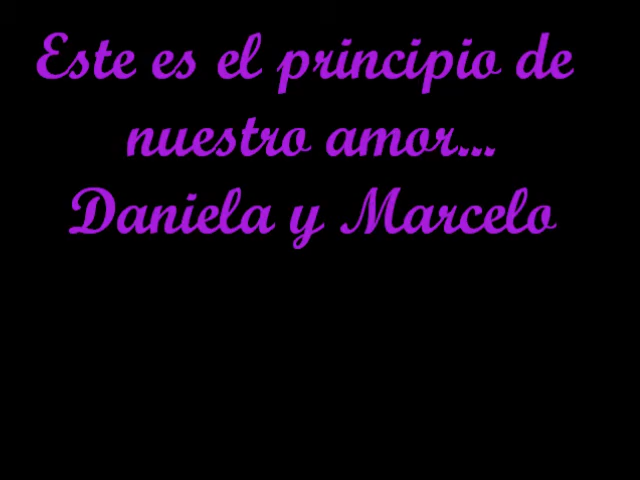 Este es el principio de
nuestro amor...
Daniela y Marcelo